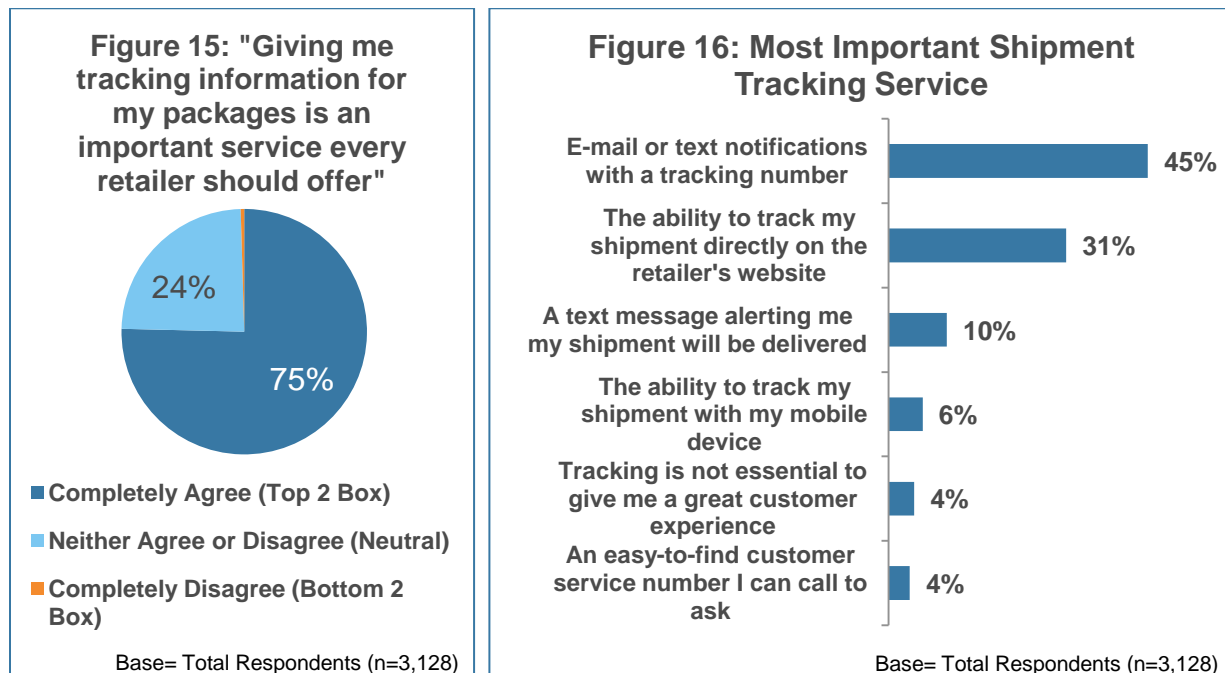 Figure 15: "Giving me
tracking information for
my packages is an
important service every
retailer should offer"
24%
75%
Completely Agree (Top 2 Box)
Neither Agree or Disagree (Neutral)
Completely Disagree (Bottom 2
Box)
Base= Total Respondents (n=3,128)
Figure 16: Most Important Shipment
Tracking Service
E-mail or text notifications
with a tracking number
45%
The ability to track my
shipment directly on the
retailer's website
31%
A text message alerting me
my shipment will be delivered
10%
The ability to track my
shipment with my mobile
device
6%
Tracking is not essential to
give me a great customer
experience
4%
An easy-to-find customer
service number I can call to
ask
4%
Base= Total Respondents (n=3,128)